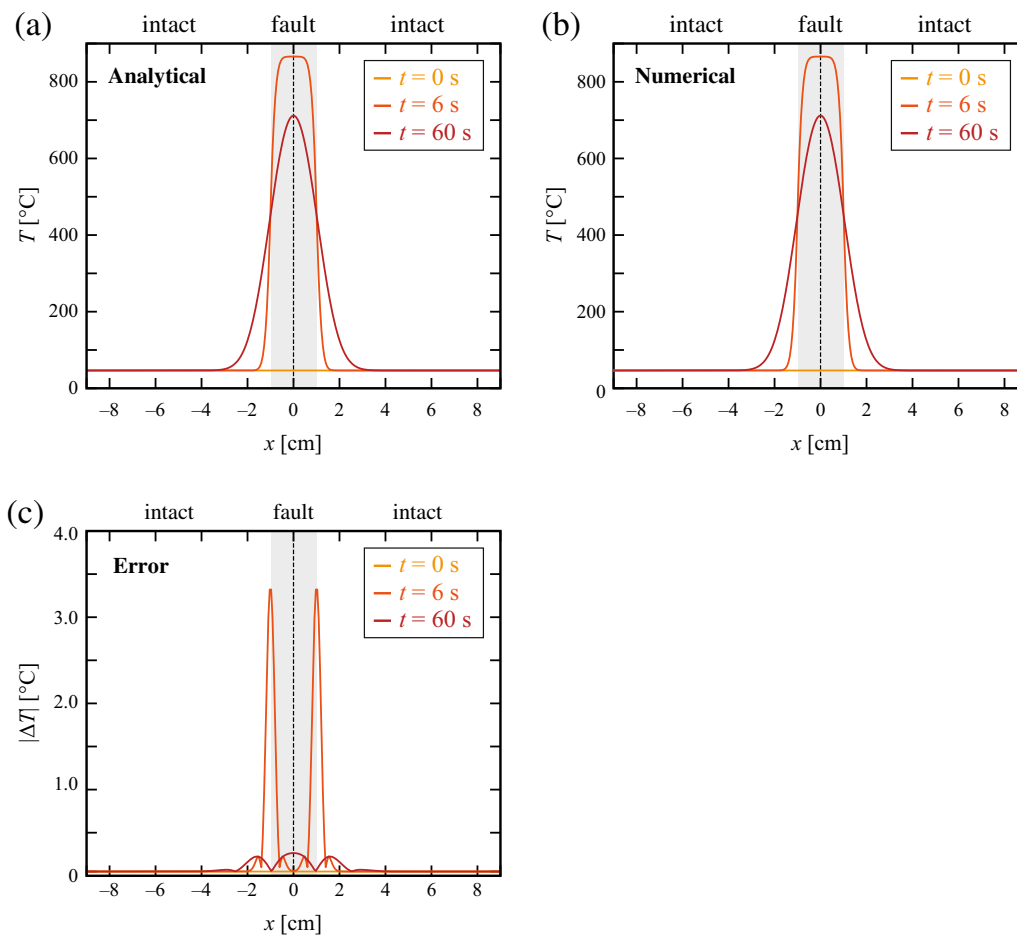 (a)
intact fault intact
Analytical
t = 0 s
t = 6 s
t = 60 s
T [°C]
800
600
400
200
0
–8 –6 –4 –2 0 2 4 6 8
x [cm]
(b)
intact fault intact
Numerical
t = 0 s
t = 6 s
t = 60 s
T [°C]
800
600
400
200
0
–8 –6 –4 –2 0 2 4 6 8
x [cm]
(c)
intact fault intact
Error
t = 0 s
t = 6 s
t = 60 s
|ΔT| [°C]
4.0
3.0
2.0
1.0
0
–8 –6 –4 –2 0 2 4 6 8
x [cm]